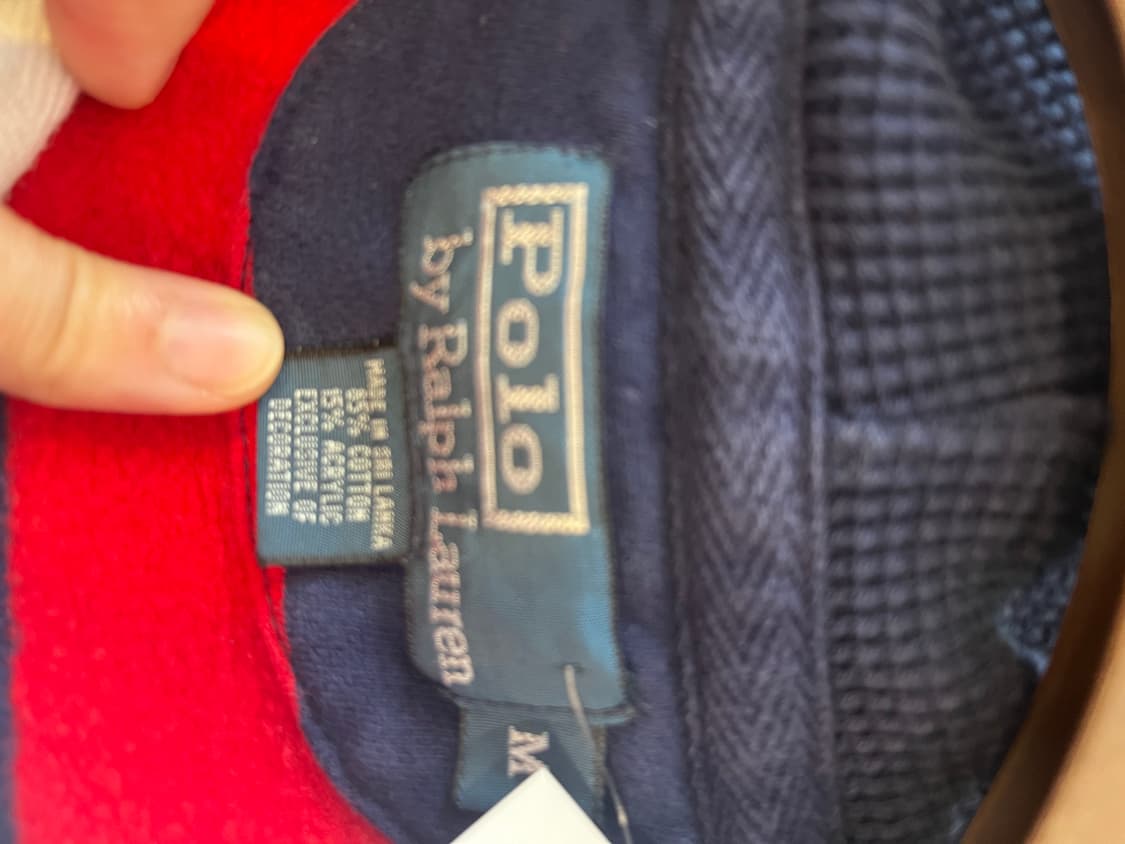 Polo
by Ralph Lauren
M
MADE IN SRI LANKA
85% COTTON
15% ACRYLIC
EXCLUSIVE OF
DECORATION